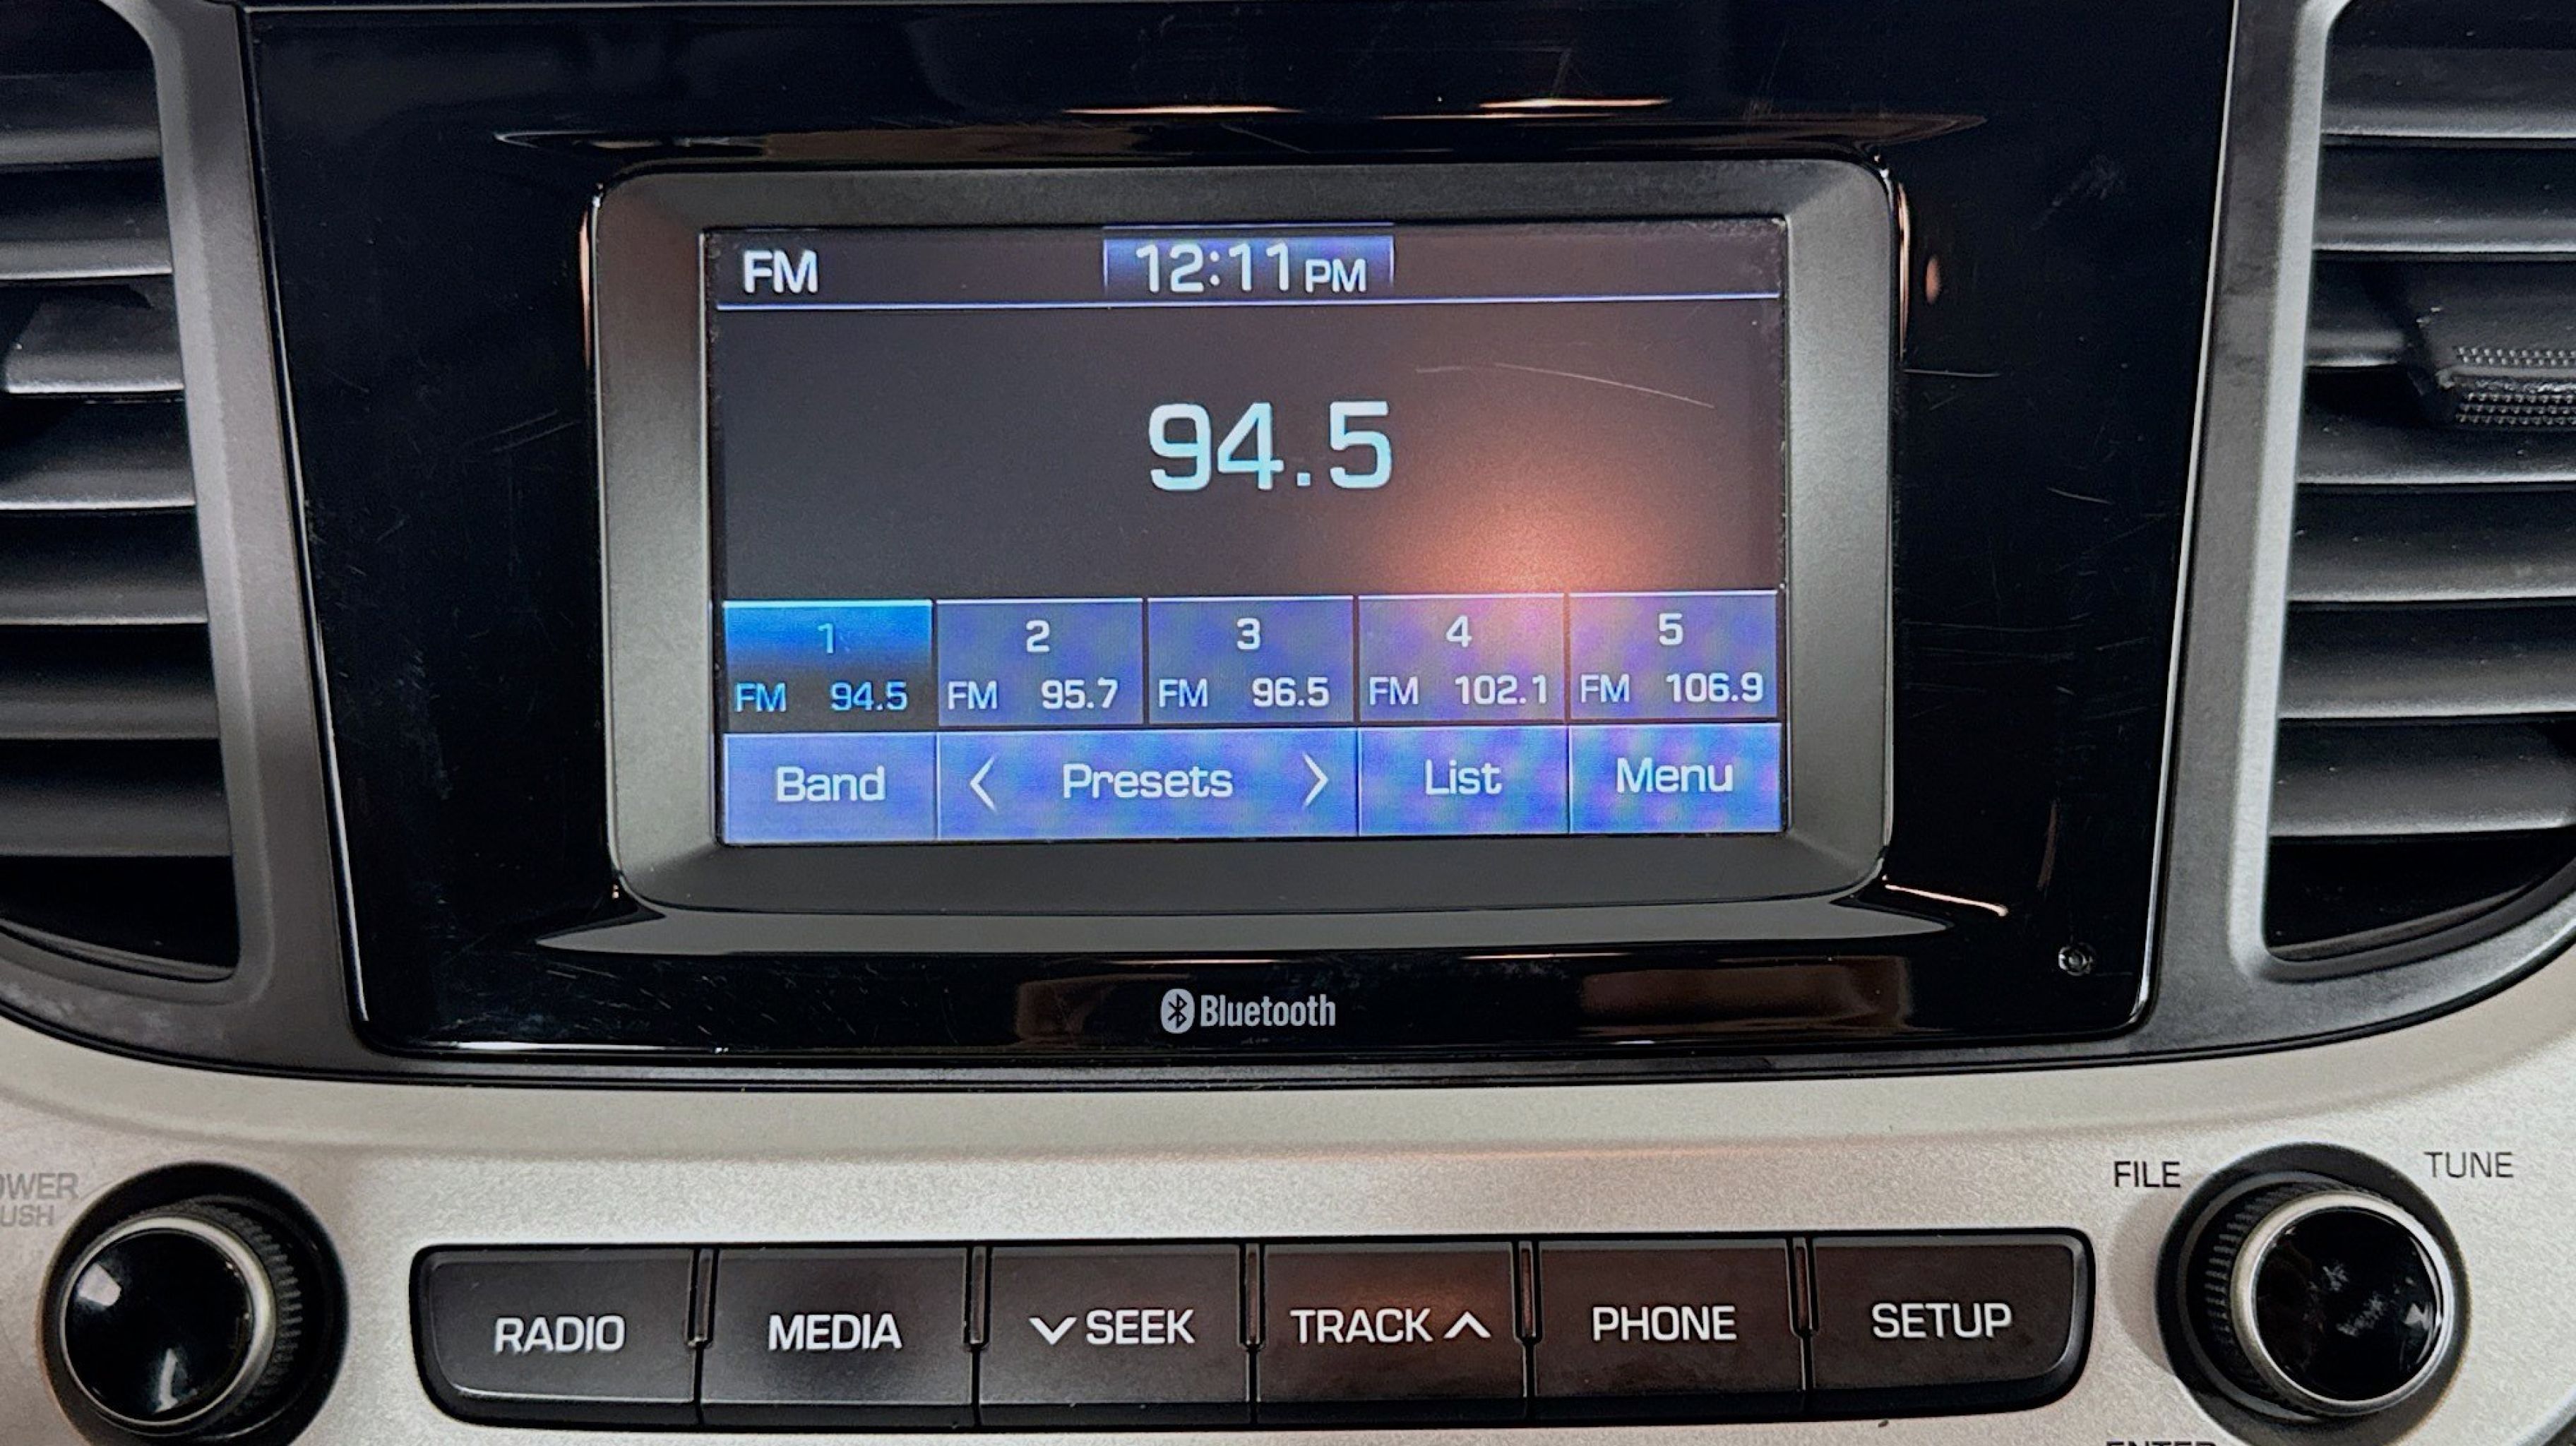 FM 12:11 PM
94.5
1 2 3 4 5
FM 94.5 FM 95.7 FM 96.5 FM 102.1 FM 106.9
Band < Presets > List Menu
Bluetooth
FILE TUNE
RADIO MEDIA SEEK TRACK PHONE SETUP